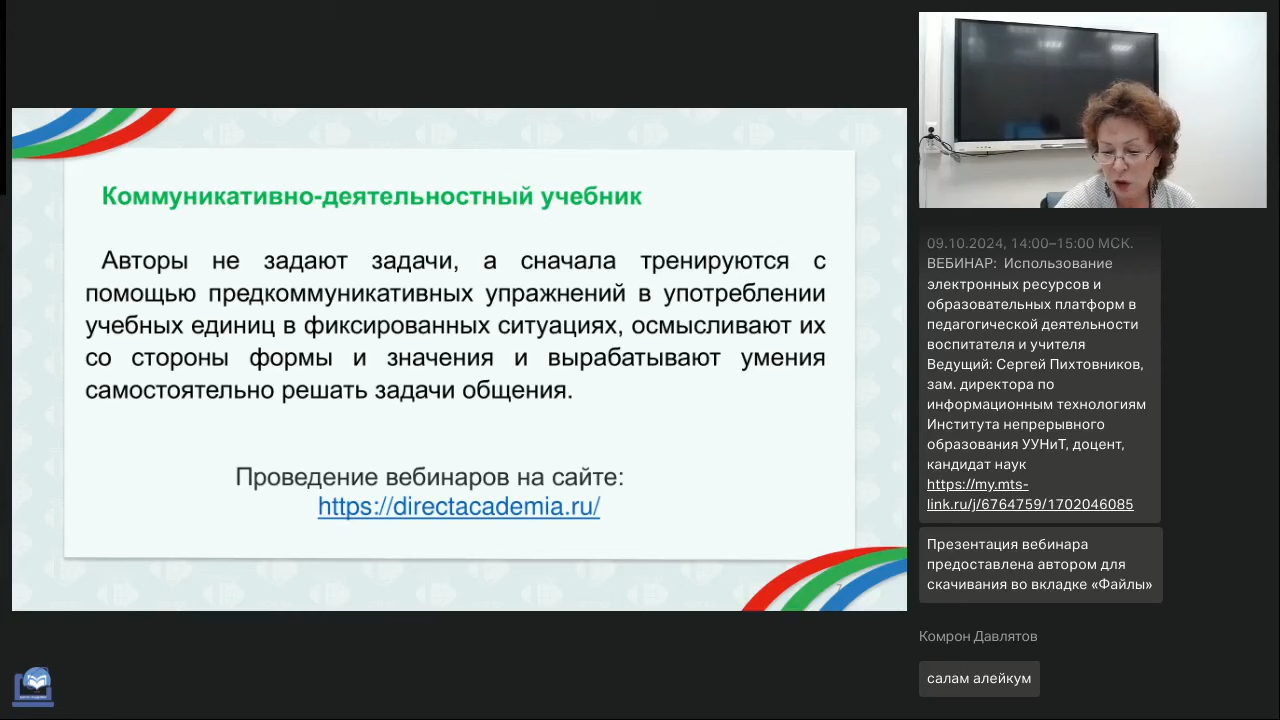 Коммуникативно-деятельностный учебник
Авторы не задают задачи, а сначала тренируются с
помощью предкоммуникативных упражнений в употреблении
учебных единиц в фиксированных ситуациях, осмысливают их
со стороны формы и значения и вырабатывают умения
самостоятельно решать задачи общения.
Проведение вебинаров на сайте:
https://directacademia.ru/
09.10.2024, 14:00–15:00 МСК.
ВЕБИНАР: Использование
электронных ресурсов и
образовательных платформ в
педагогической деятельности
воспитателя и учителя
Ведущий: Сергей Пихтовников,
зам. директора по
информационным технологиям
Института непрерывного
образования УУНиТ, доцент,
кандидат наук
https://my.mts-
link.ru/j/6764759/1702046085
Презентация вебинара
предоставлена автором для
скачивания во вкладке «Файлы»
Комрон Давлятов
салам алейкум